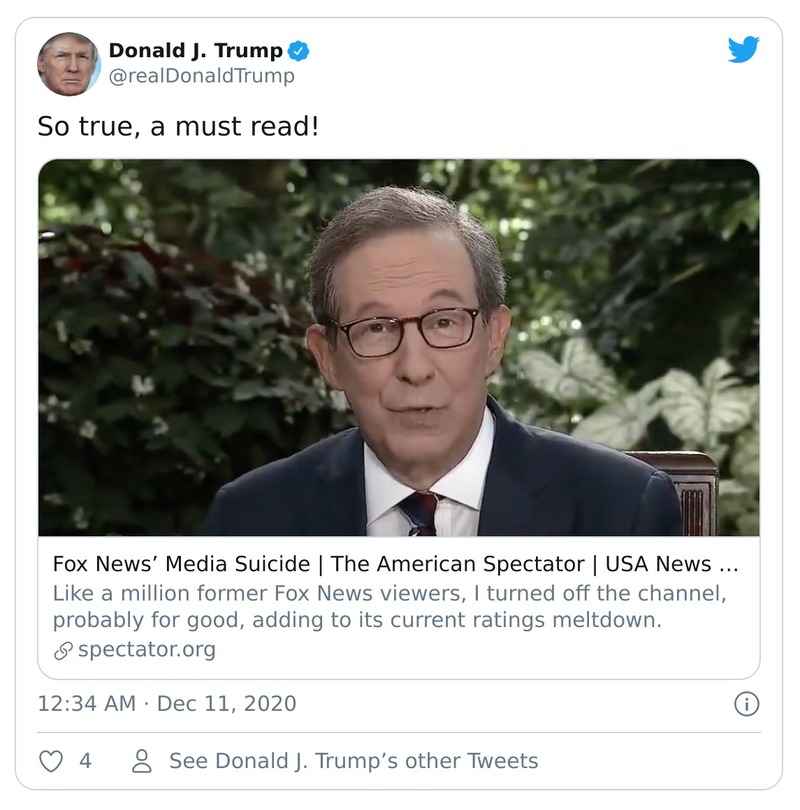 Donald J. Trump
@realDonaldTrump
So true, a must read!
Fox News’ Media Suicide | The American Spectator | USA News ...
Like a million former Fox News viewers, I turned off the channel,
probably for good, adding to its current ratings meltdown.
spectator.org
12:34 AM · Dec 11, 2020
4
See Donald J. Trump’s other Tweets